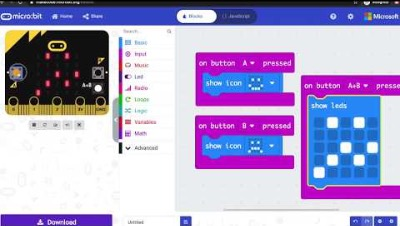 micro:bit
Home
Share
Blocks
JavaScript
Microsoft
Search...
Basic
Input
Music
Led
Radio
Loops
Logic
Variables
Math
Advanced
A+B
B
on button A pressed
show icon
on button B pressed
show icon
on button A+B pressed
show leds
Download
Untitled